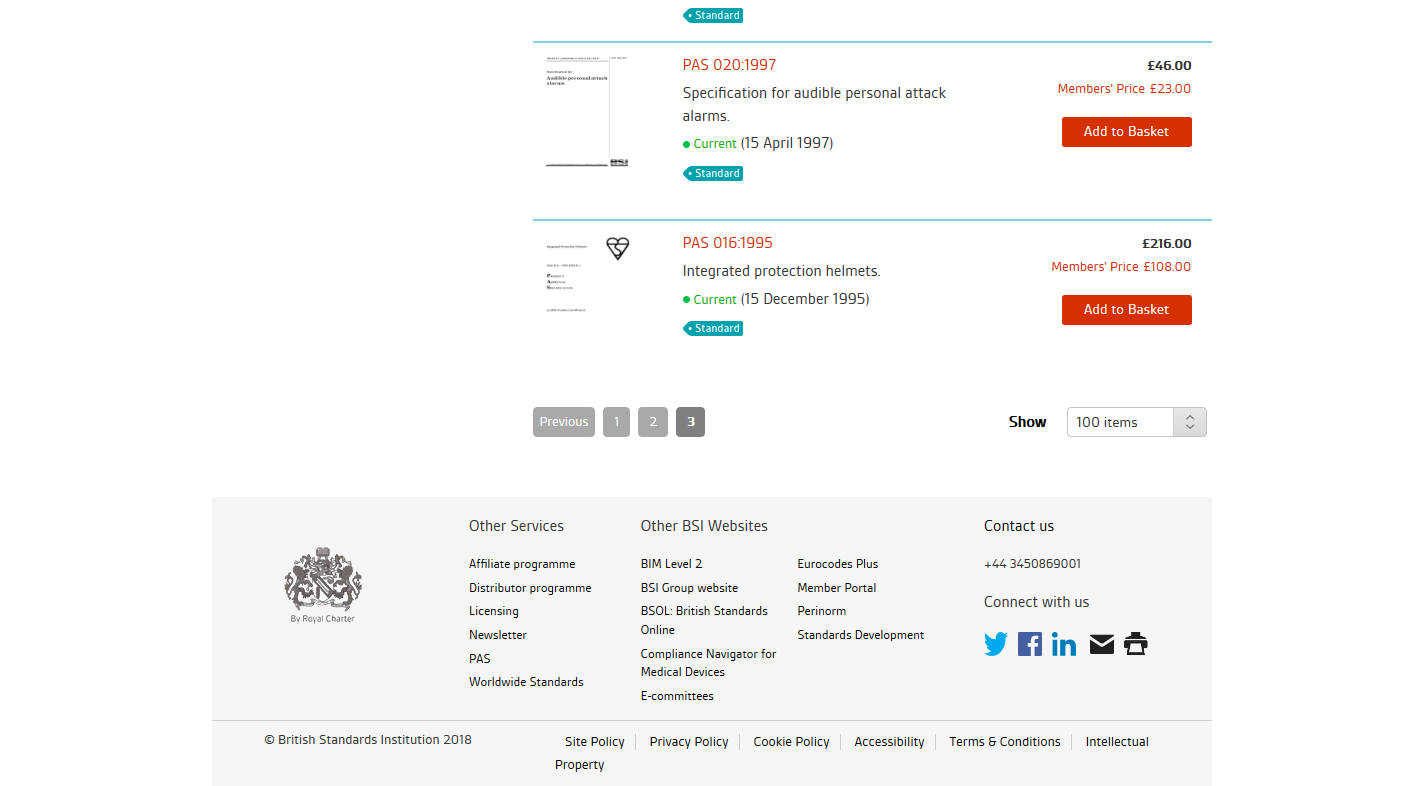 Standard
PAS 020:1997
£46.00
Members' Price £23.00
Specification for audible personal attack
alarms.
Add to Basket
Current (15 April 1997)
Standard
Audible personal attack
alarms
BSI
PAS 016:1995
£216.00
Members' Price £108.00
Integrated protection helmets.
Add to Basket
Current (15 December 1995)
Standard
Previous 1 2 3
Show 100 items
Other Services
Affiliate programme
Distributor programme
Licensing
Newsletter
PAS
Worldwide Standards
Other BSI Websites
BIM Level 2
BSI Group website
BSOL: British Standards
Online
Compliance Navigator for
Medical Devices
E-committees
Eurocodes Plus
Member Portal
Perinorm
Standards Development
Contact us
+44 3450869001
Connect with us
By Royal Charter
© British Standards Institution 2018
Site Policy Privacy Policy Cookie Policy Accessibility Terms & Conditions Intellectual
Property